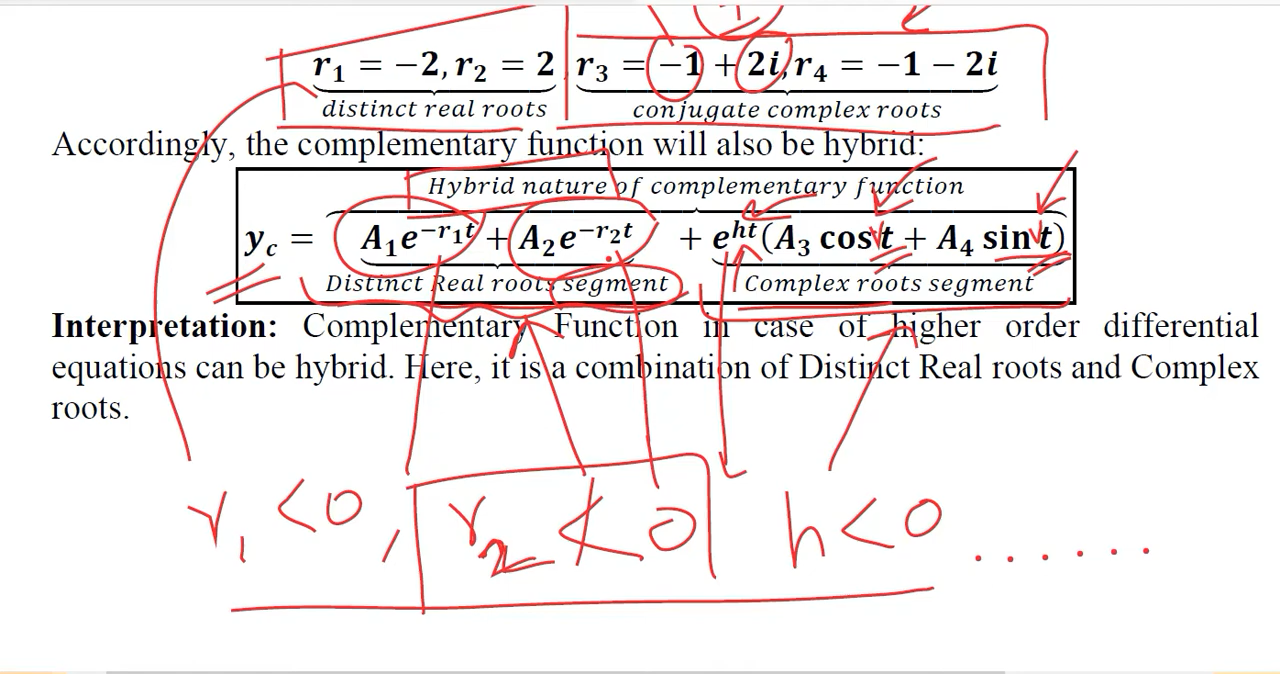 r₁ = −2, r₂ = 2 r₃ = −1 + 2i, r₄ = −1 − 2i
distinct real roots conjugate complex roots
Accordingly, the complementary function will also be hybrid:
Hybrid nature of complementary function
y_c = A₁e^(−r₁t) + A₂e^(−r₂t) + e^(ht)(A₃ cos t + A₄ sin t)
Distinct Real roots segment Complex roots segment
Interpretation: Complementary Function in case of higher order differential
equations can be hybrid. Here, it is a combination of Distinct Real roots and Complex
roots.
r₁ < 0, r₂ < 0 h < 0 ......